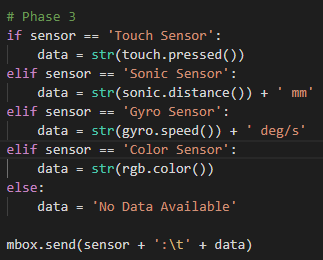 # Phase 3
if sensor == 'Touch Sensor':
    data = str(touch.pressed())
elif sensor == 'Sonic Sensor':
    data = str(sonic.distance()) + ' mm'
elif sensor == 'Gyro Sensor':
    data = str(gyro.speed()) + ' deg/s'
elif sensor == 'Color Sensor':
    data = str(rgb.color())
else:
    data = 'No Data Available'
mbox.send(sensor + ':\t' + data)